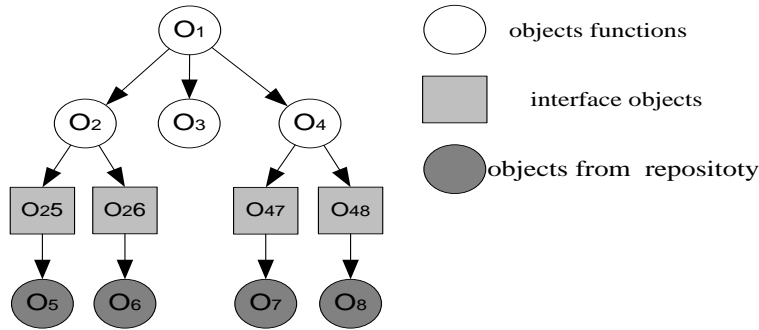 O1
objects functions
O2
O3
O4
interface objects
objects from repositoty
O25
O26
O47
O48
O5
O6
O7
O8